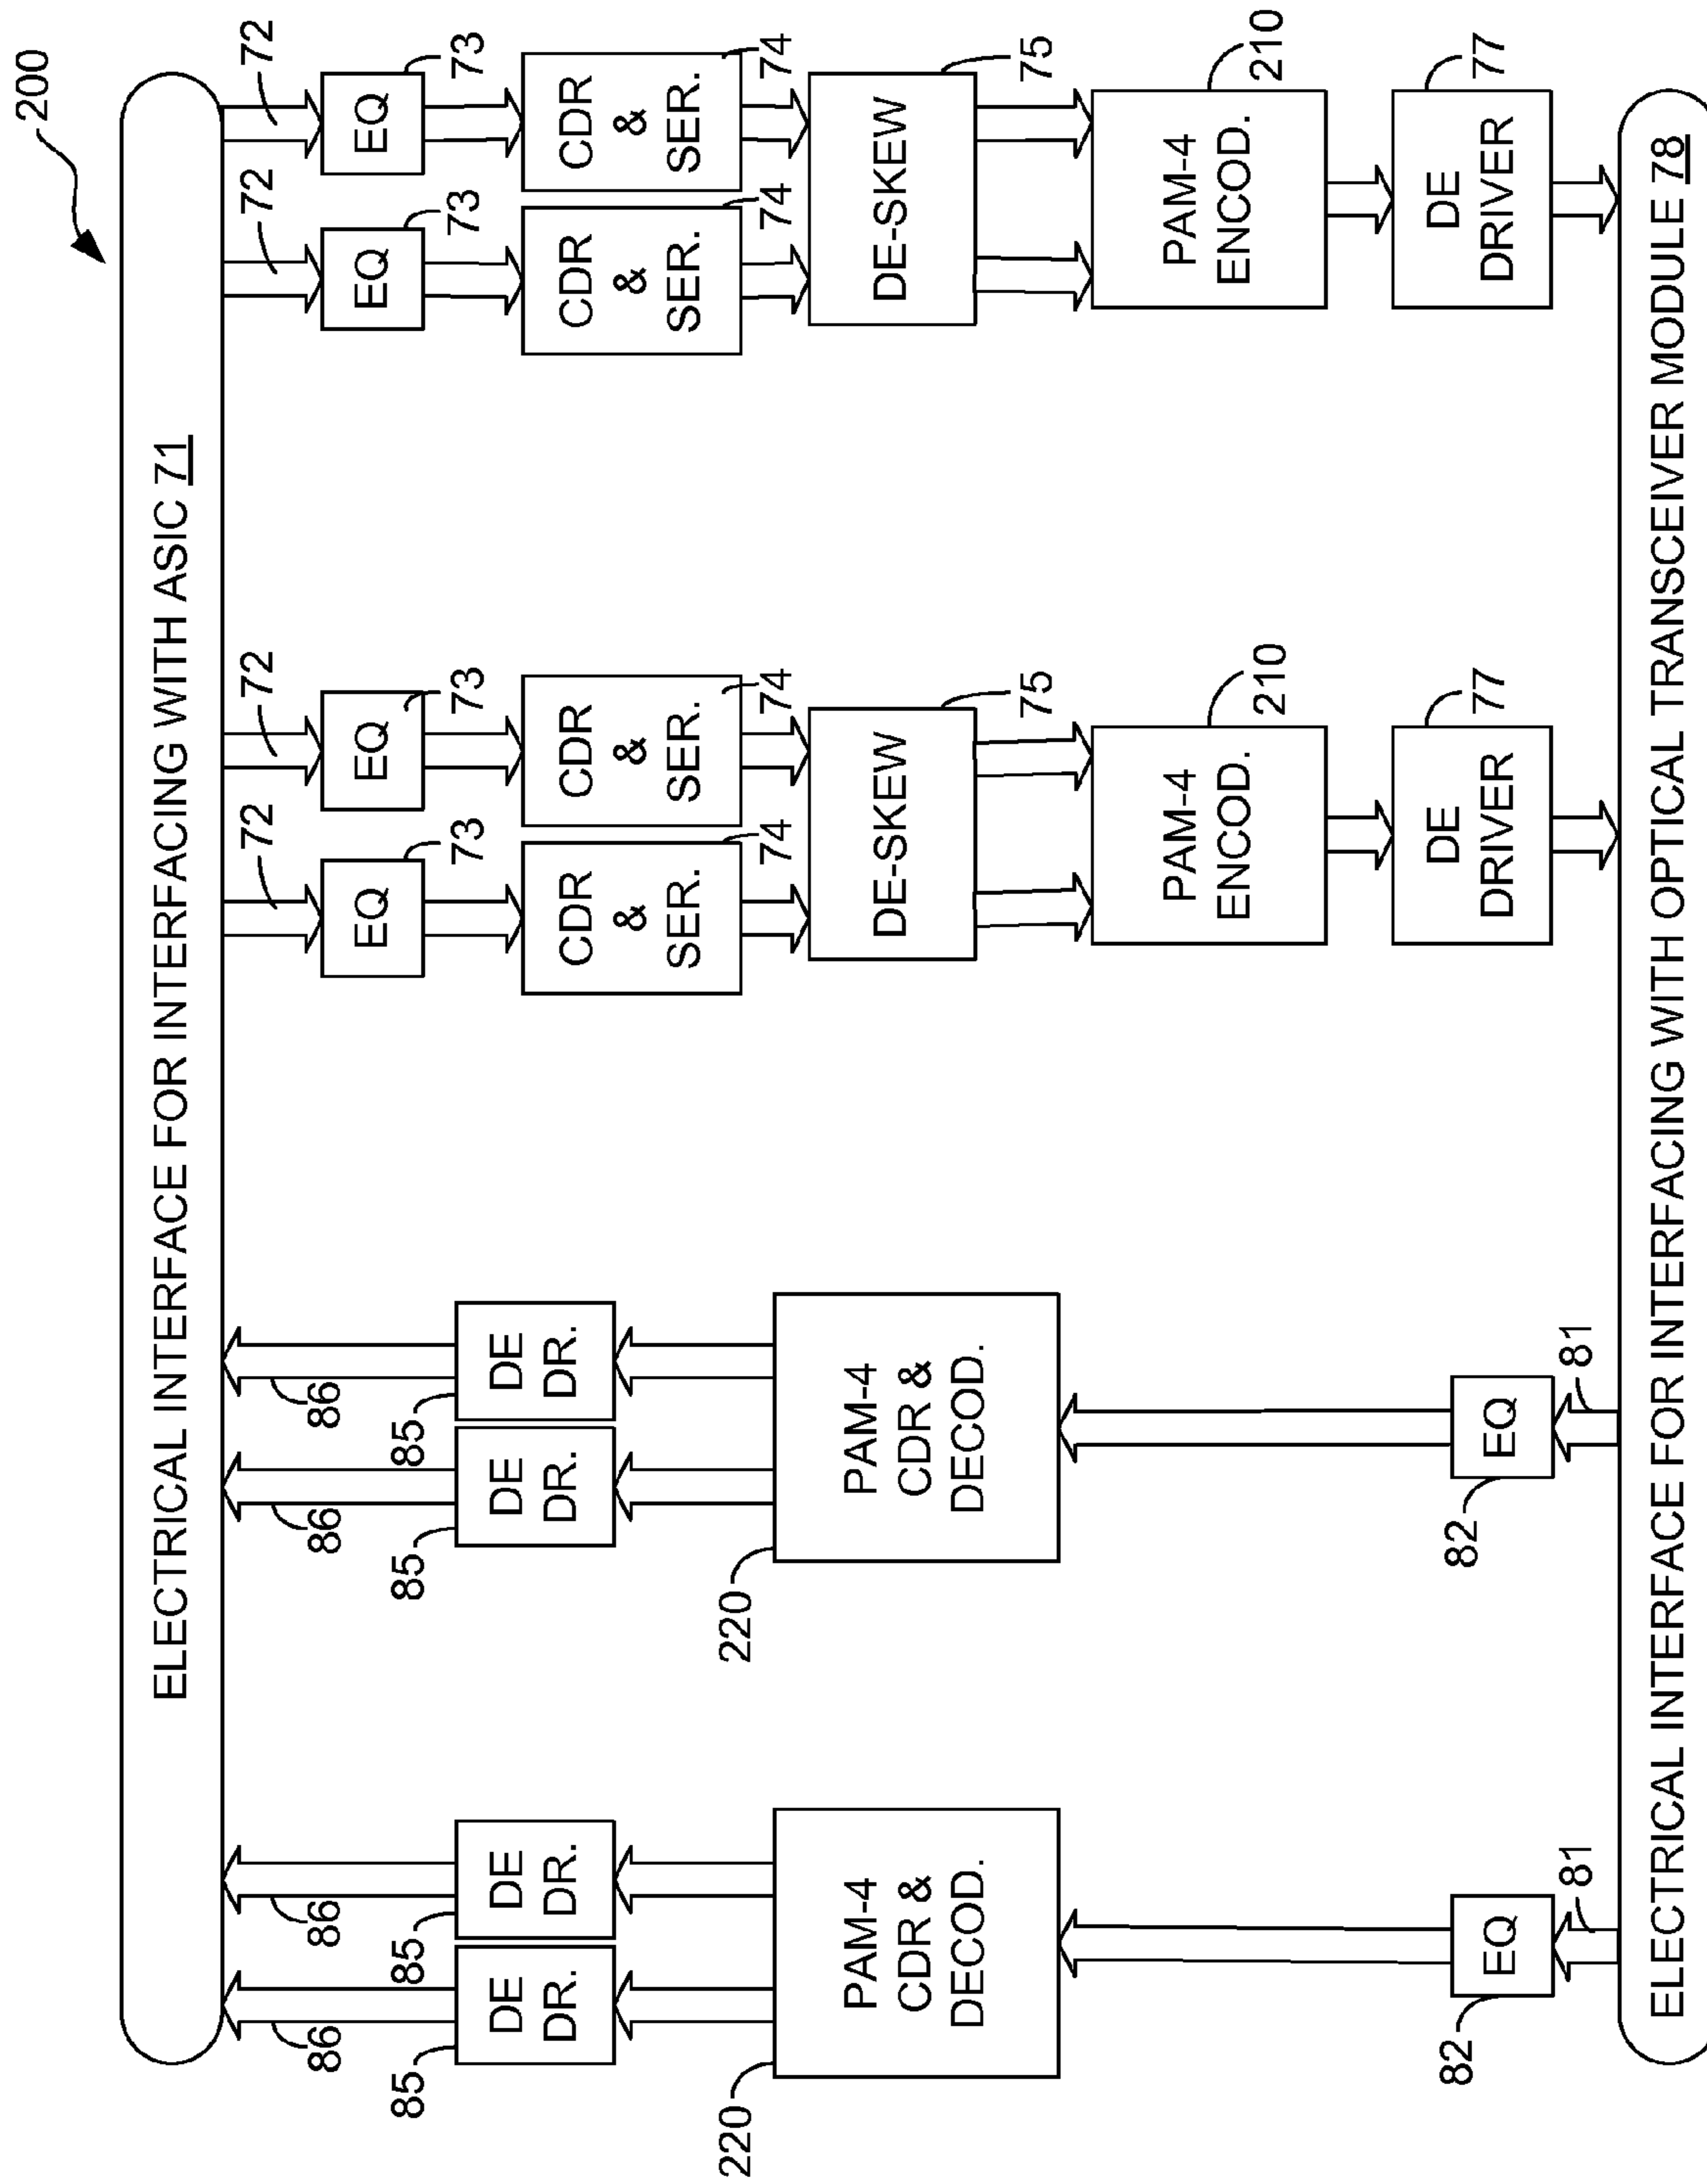 200
ELECTRICAL INTERFACE FOR INTERFACING WITH ASIC 71
86
86
86
86
72
72
72
72
85
85
85
85
EQ
EQ
EQ
EQ
73
73
73
73
DE
DR.
DE
DR.
DE
DR.
DE
DR.
CDR
&
SER.
CDR
&
SER.
CDR
&
SER.
CDR
&
SER.
220
220
74
74
74
74
PAM-4
CDR &
DECOD.
PAM-4
CDR &
DECOD.
DE-SKEW
DE-SKEW
75
75
PAM-4
ENCOD.
PAM-4
ENCOD.
210
210
82
82
EQ
EQ
DE
DRIVER
DE
DRIVER
77
77
81
81
ELECTRICAL INTERFACE FOR INTERFACING WITH OPTICAL TRANSCEIVER MODULE 78